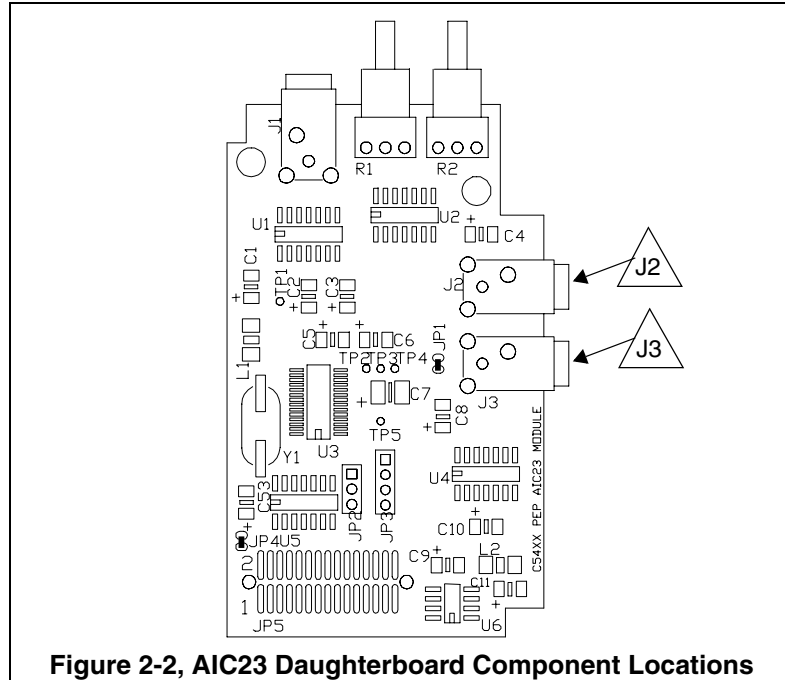 J1
R1
R2
U1
U2
C4
C1
+
TP1
C2
+
C3
+
J2
J2
L1
C5
+
C6
+
JP1
TP2 TP3 TP4
J3
J3
C7
+
C8
+
TP5
U3
Y1
U4
C53
+
JP2
JP3
C10
+
JP4 U5
C9
+
L2
C11
+
2
1
JP5
U6
C54XX PEP AIC23 MODULE
Figure 2-2, AIC23 Daughterboard Component Locations